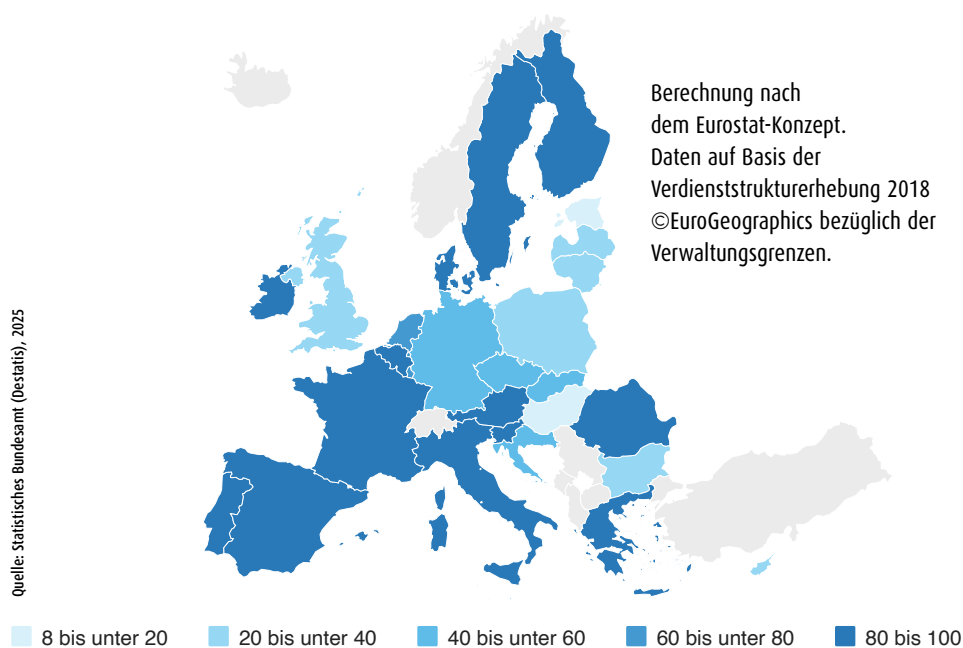 Berechnung nach
dem Eurostat-Konzept.
Daten auf Basis der
Verdienststrukturerhebung 2018
©EuroGeographics bezüglich der
Verwaltungsgrenzen.
Quelle: Statistisches Bundesamt (Destatis), 2025
8 bis unter 20
20 bis unter 40
40 bis unter 60
60 bis unter 80
80 bis 100